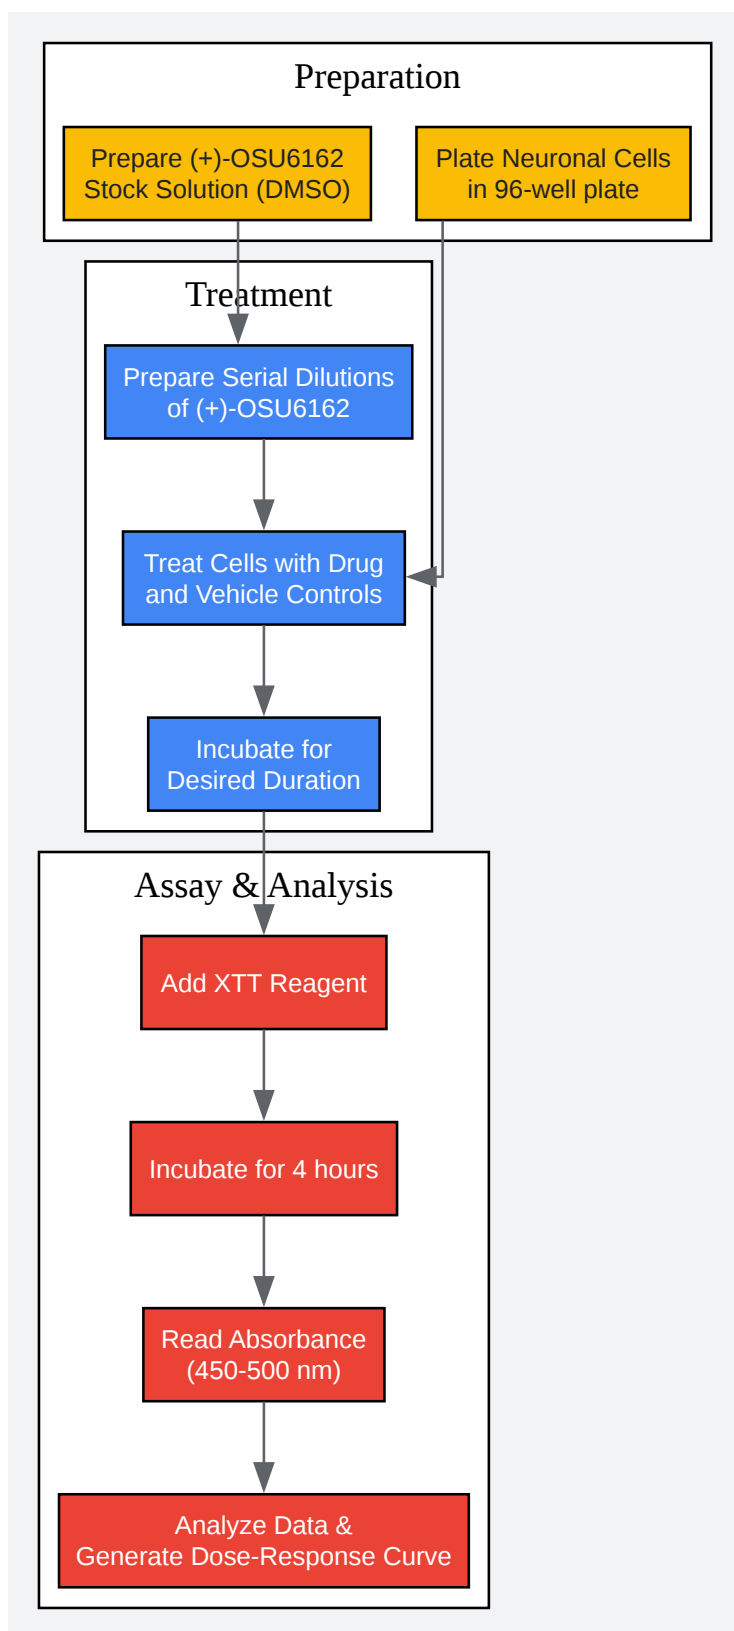 Preparation
Prepare (+)-OSU6162
Stock Solution (DMSO)
Plate Neuronal Cells
in 96-well plate
Treatment
Prepare Serial Dilutions
of (+)-OSU6162
Treat Cells with Drug
and Vehicle Controls
Incubate for
Desired Duration
Assay & Analysis
Add XTT Reagent
Incubate for 4 hours
Read Absorbance
(450-500 nm)
Analyze Data &
Generate Dose-Response Curve